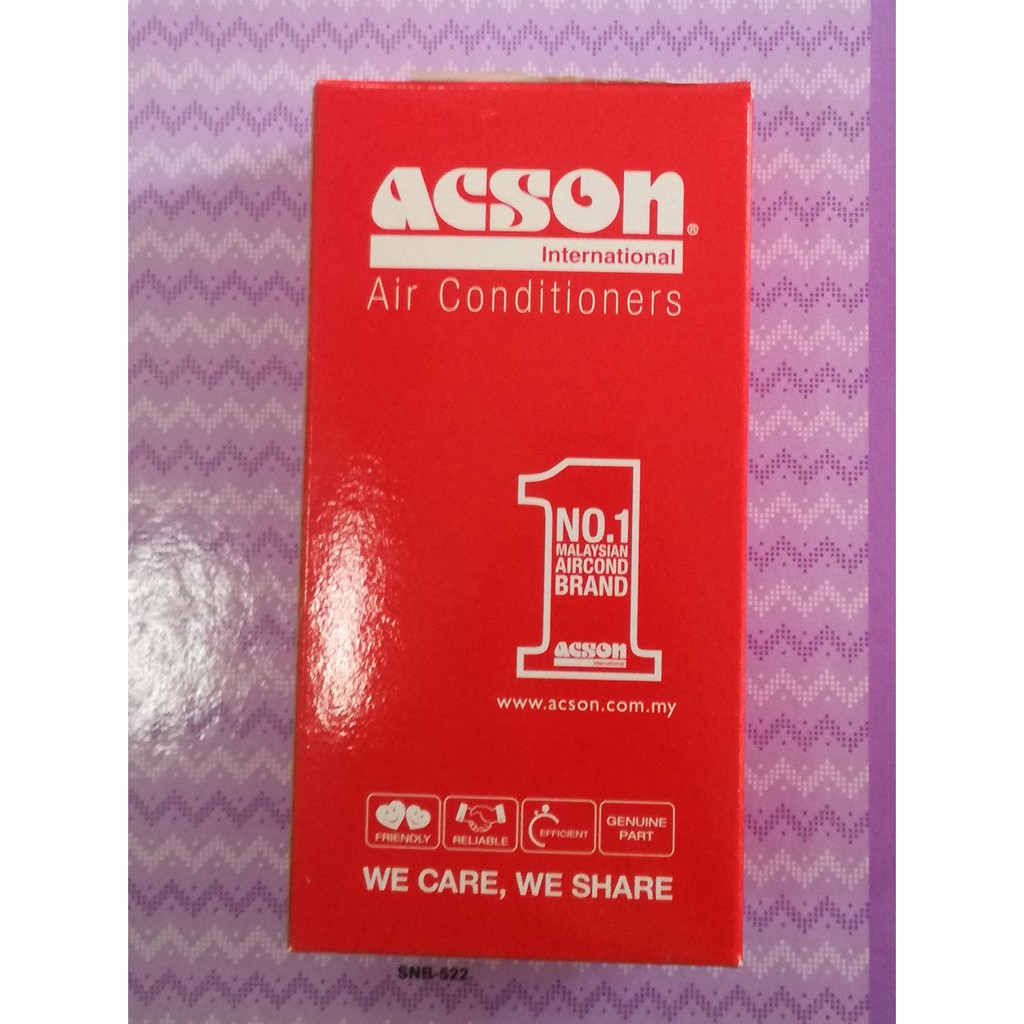 acson®
International
Air Conditioners
NO.1
MALAYSIAN
AIRCOND
BRAND
acson
International
www.acson.com.my
FRIENDLY
RELIABLE
EFFICIENT
GENUINE
PART
WE CARE, WE SHARE
SNB-522